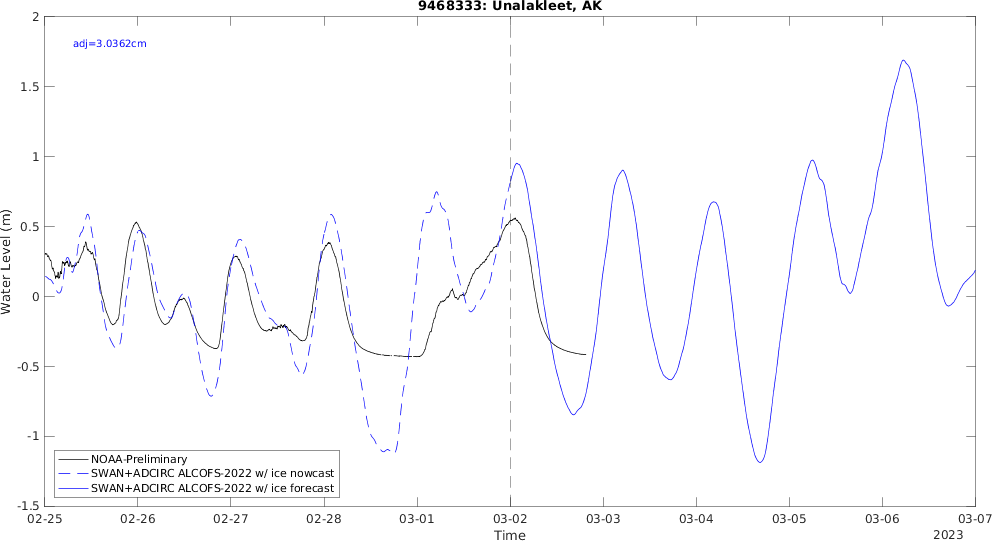 9468333: Unalakleet, AK
adj=3.0362cm
Water Level (m)
2
1.5
1
0.5
0
-0.5
-1
-1.5
NOAA-Preliminary
SWAN+ADCIRC ALCOFS-2022 w/ ice nowcast
SWAN+ADCIRC ALCOFS-2022 w/ ice forecast
02-25 02-26 02-27 02-28 03-01 03-02 03-03 03-04 03-05 03-06 03-07
Time
2023